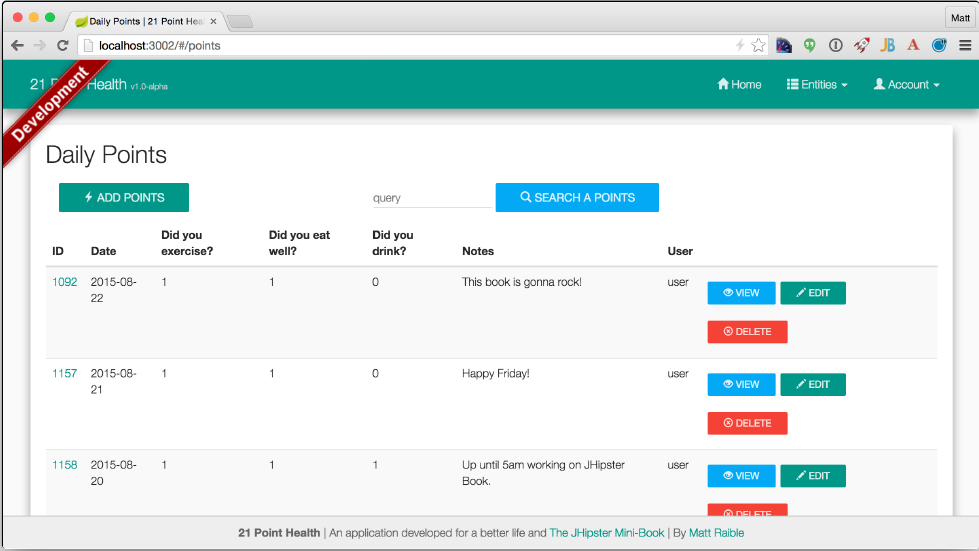 Daily Points | 21 Point Hea
Matt
localhost:3002/#/points
JB
A
21 Point Health v1.0-alpha
Home
Entities
Account
Development
Daily Points
ADD POINTS
query
SEARCH A POINTS
ID Date Did you exercise? Did you eat well? Did you drink? Notes User
1092 2015-08-22 1 1 0 This book is gonna rock! user
VIEW EDIT
DELETE
1157 2015-08-21 1 1 0 Happy Friday! user
VIEW EDIT
DELETE
1158 2015-08-20 1 1 1 Up until 5am working on JHipster Book. user
VIEW EDIT
DELETE
21 Point Health | An application developed for a better life and The JHipster Mini-Book | By Matt Raible